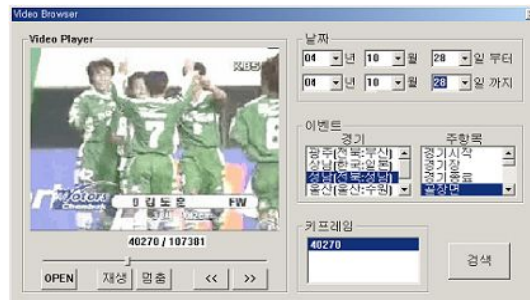 Video Browser
Video Player
KBS
7
Motors
김도훈 FW
40270 / 107381
OPEN 재생 멈춤 << >>
날짜
04 년 10 월 28 일 부터
04 년 10 월 28 일 까지
이벤트
경기
광주(전북:부산)
상남(한국:일본)
성남(전북:성남)
울산(울산:수원)
주항목
경기시작
경기장
경기종료
골장면
키프레임
40270
검색